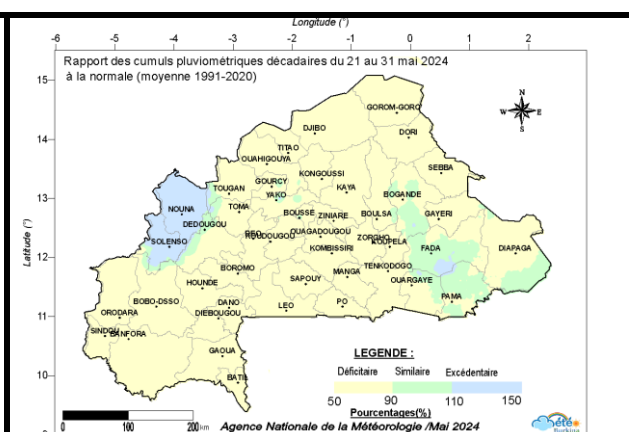 Longitude (°)
-6 -5 -4 -3 -2 -1 0 1 2
Rapport des cumuls pluviométriques décadaires du 21 au 31 mai 2024
à la normale (moyenne 1991-2020)
15
GOROM-GORO
N
W E
S
DJIBO
DORI
14
TITAO
OUAHIGOUYA
KONGOUSSI
SEBBA
GOURCY
TOUGAN
KAYA
BOGANDE
YAKO
13
NOUNA
TOMA
BOUSSE
ZINIARE
BOULSA
GAYERI
DEDOUGOU
OUAGADOUGOU
KOUDOUGOU
ZORGHO
KOUPELA
SOLENSO
KOMBISSIRI
FADA
DIAPAGA
12
Latitude (°)
BOROMO
TENKODOGO
MANGA
SAPOUY
HOUNDE
OUARGAYE
PAMA
BOBO-DSSO
DANO
LEO
PO
ORODARA
DIEBOUGOU
11
SINDOU
BANFORA
GAOUA
LEGENDE :
Déficitaire Similaire Excédentaire
10
BATIE
50 90 110 150
Pourcentages(%)
0 100 200 km
Agence Nationale de la Météorologie /Mai 2024
météo
Burkina